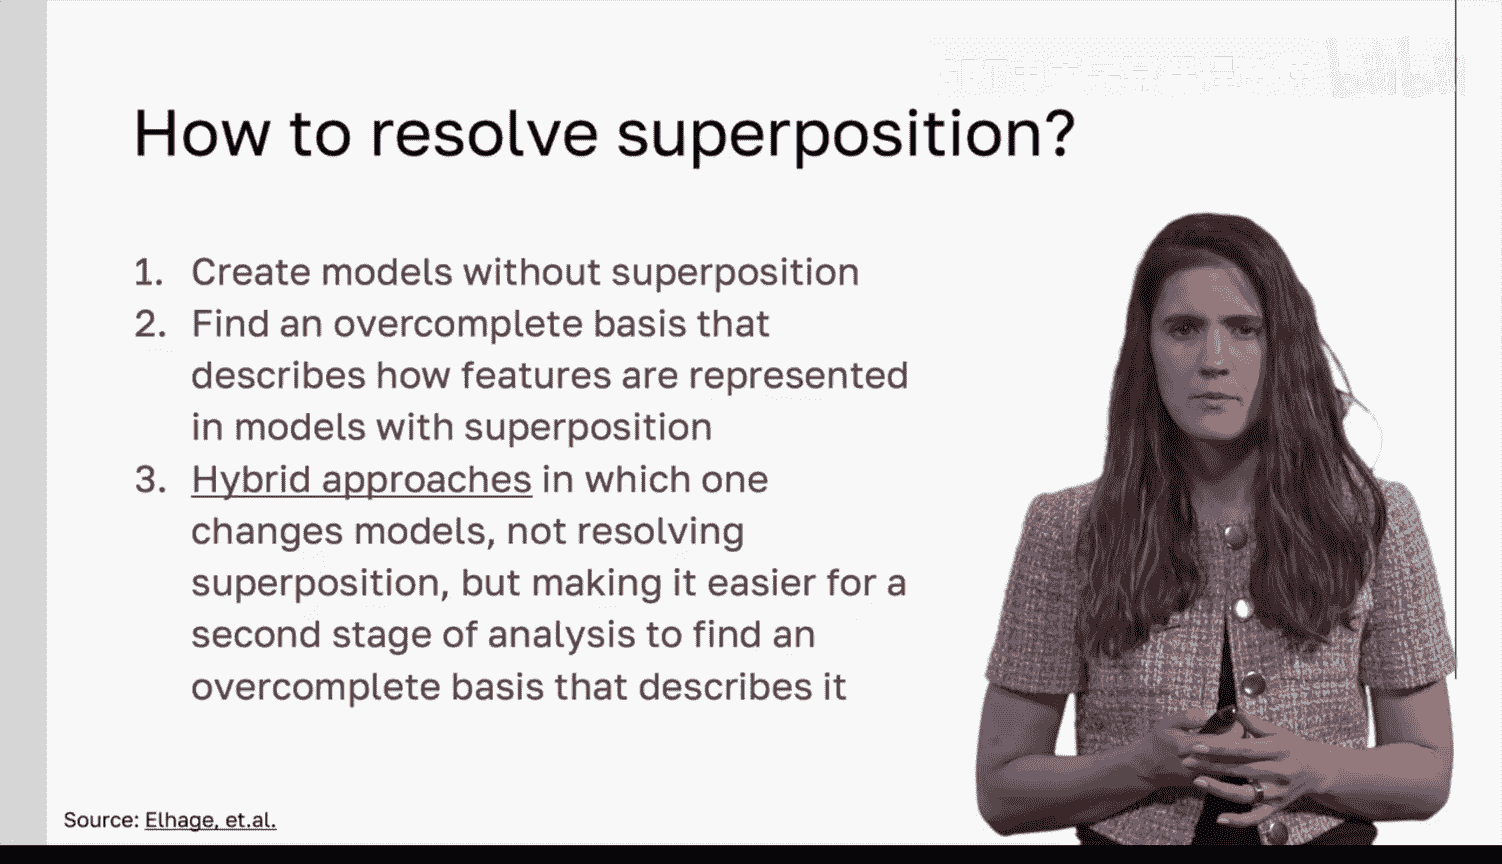 How to resolve superposition?
1. Create models without superposition
2. Find an overcomplete basis that
describes how features are represented
in models with superposition
3. Hybrid approaches in which one
changes models, not resolving
superposition, but making it easier for a
second stage of analysis to find an
overcomplete basis that describes it
Source: Elhage, et.al.